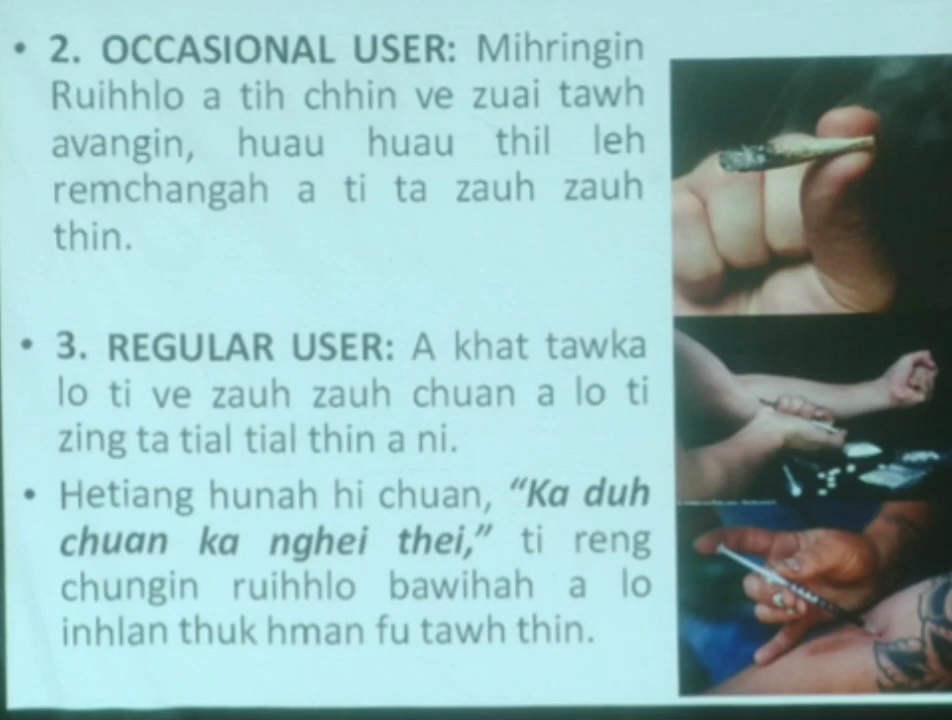 • 2. OCCASIONAL USER: Mihringin
Ruihhlo a tih chhin ve zuai tawh
avangin, huau huau thil leh
remchangah a ti ta zauh zauh
thin.
• 3. REGULAR USER: A khat tawka
lo ti ve zauh zauh chuan a lo ti
zing ta tial tial thin a ni.
• Hetiang hunah hi chuan, “Ka duh
chuan ka nghei thei,” ti reng
chungin ruihhlo bawihah a lo
inhlan thuk hman fu tawh thin.